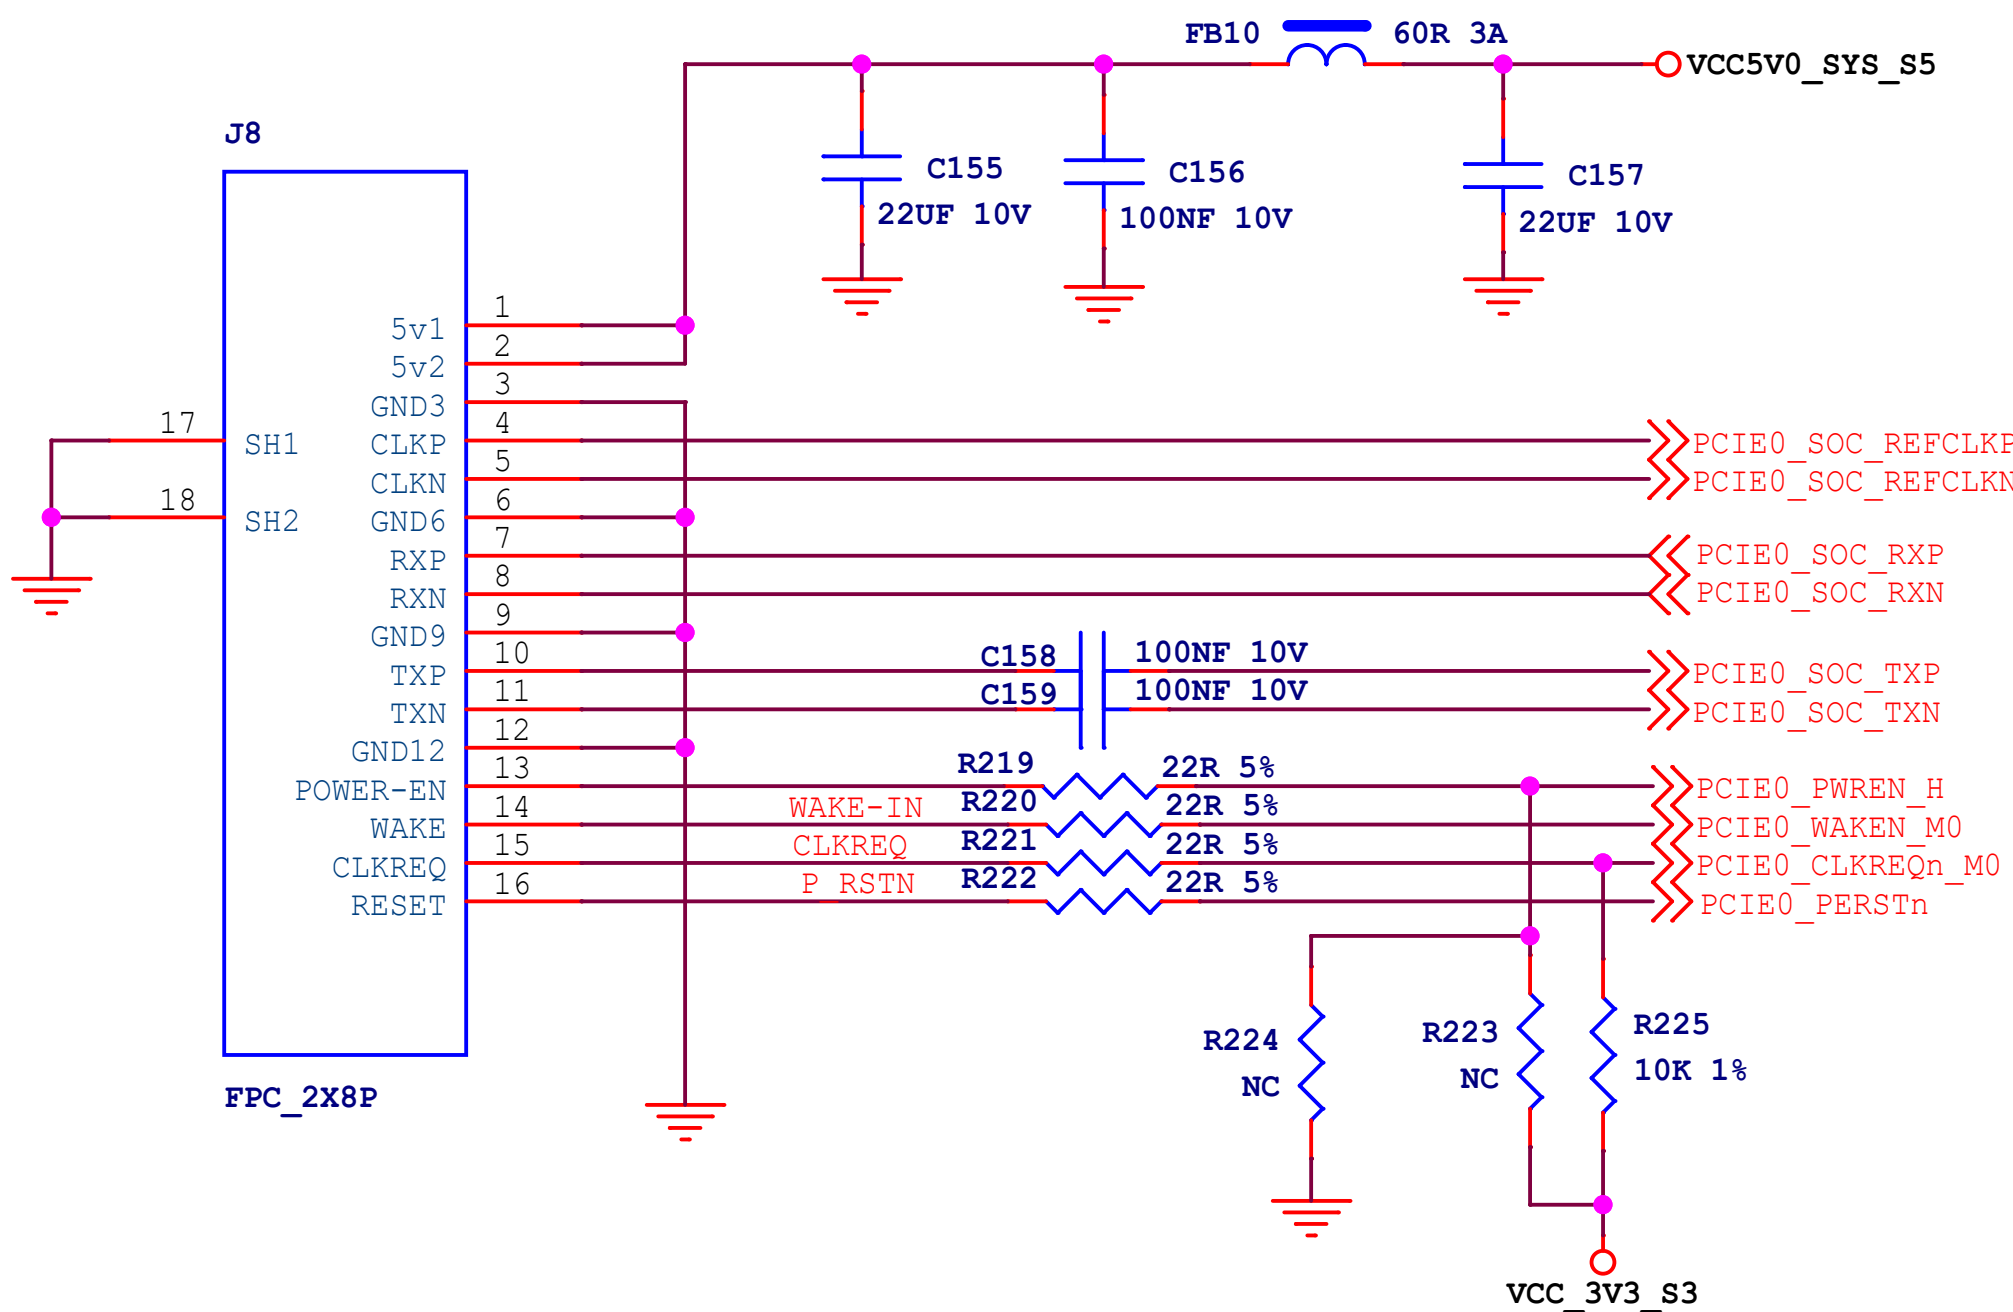 FB10 60R 3A
VCC5V0_SYS_S5
J8
C155
22UF 10V
C156
100NF 10V
C157
22UF 10V
5v1 1
5v2 2
GND3 3
CLKP 4 PCIE0_SOC_REFCLKP
CLKN 5 PCIE0_SOC_REFCLKN
GND6 6
RXP 7 PCIE0_SOC_RXP
RXN 8 PCIE0_SOC_RXN
GND9 9
TXP 10 C158 100NF 10V PCIE0_SOC_TXP
TXN 11 C159 100NF 10V PCIE0_SOC_TXN
GND12 12
POWER-EN 13 R219 22R 5% PCIE0_PWREN_H
WAKE 14 WAKE-IN R220 22R 5% PCIE0_WAKEN_M0
CLKREQ 15 CLKREQ R221 22R 5% PCIE0_CLKREQn_M0
RESET 16 P_RSTN R222 22R 5% PCIE0_PERSTn
17 SH1
18 SH2
R224
NC
R223
NC
R225
10K 1%
FPC_2X8P
VCC_3V3_S3